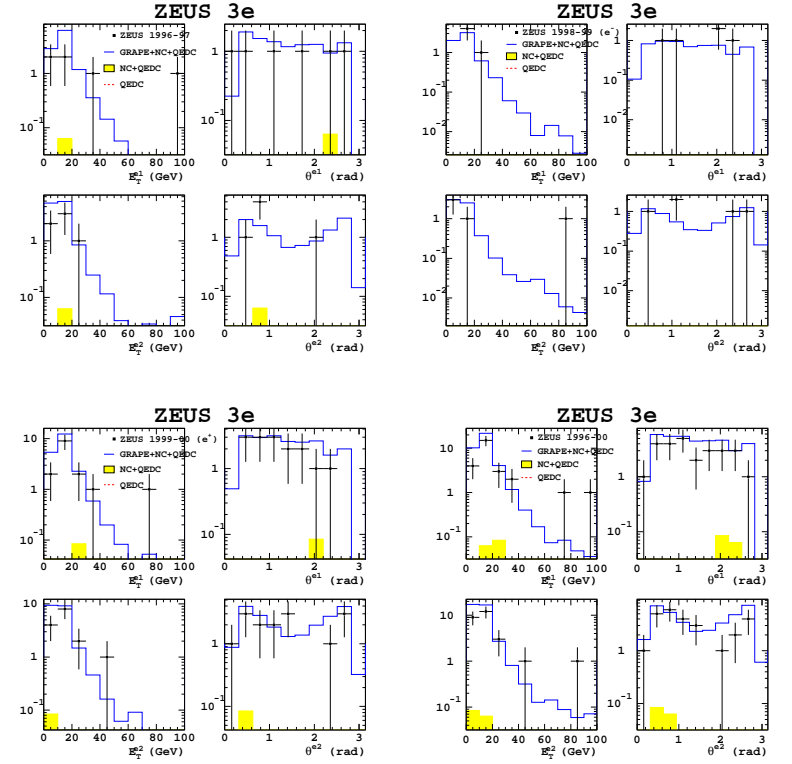 ZEUS 3e ZEUS 3e
ZEUS 1996-97
GRAPE+NC+QEDC
NC+QEDC
QEDC
1
10⁻¹
0 20 40 60 80 100
E_T^e1 (GeV)
1
10⁻¹
0 1 2 3
θ^e1 (rad)
ZEUS 1998-99 (e⁻)
GRAPE+NC+QEDC
NC+QEDC
QEDC
1
10⁻¹
10⁻²
0 20 40 60 80 100
E_T^e1 (GeV)
1
10⁻¹
0 1 2 3
θ^e1 (rad)
1
10⁻¹
0 20 40 60 80 100
E_T^e2 (GeV)
1
10⁻¹
0 1 2 3
θ^e2 (rad)
1
10⁻¹
10⁻²
0 20 40 60 80 100
E_T^e2 (GeV)
1
10⁻¹
10⁻²
0 1 2 3
θ^e2 (rad)
ZEUS 3e ZEUS 3e
ZEUS 1999-00 (e⁺)
GRAPE+NC+QEDC
NC+QEDC
QEDC
10
1
10⁻¹
0 20 40 60 80 100
E_T^e1 (GeV)
1
10⁻¹
0 1 2 3
θ^e1 (rad)
ZEUS 1996-00
GRAPE+NC+QEDC
NC+QEDC
QEDC
10
1
10⁻¹
0 20 40 60 80 100
E_T^e1 (GeV)
1
10⁻¹
0 1 2 3
θ^e1 (rad)
10
1
10⁻¹
0 20 40 60 80 100
E_T^e2 (GeV)
1
10⁻¹
0 1 2 3
θ^e2 (rad)
10
1
10⁻¹
0 20 40 60 80 100
E_T^e2 (GeV)
1
10⁻¹
0 1 2 3
θ^e2 (rad)